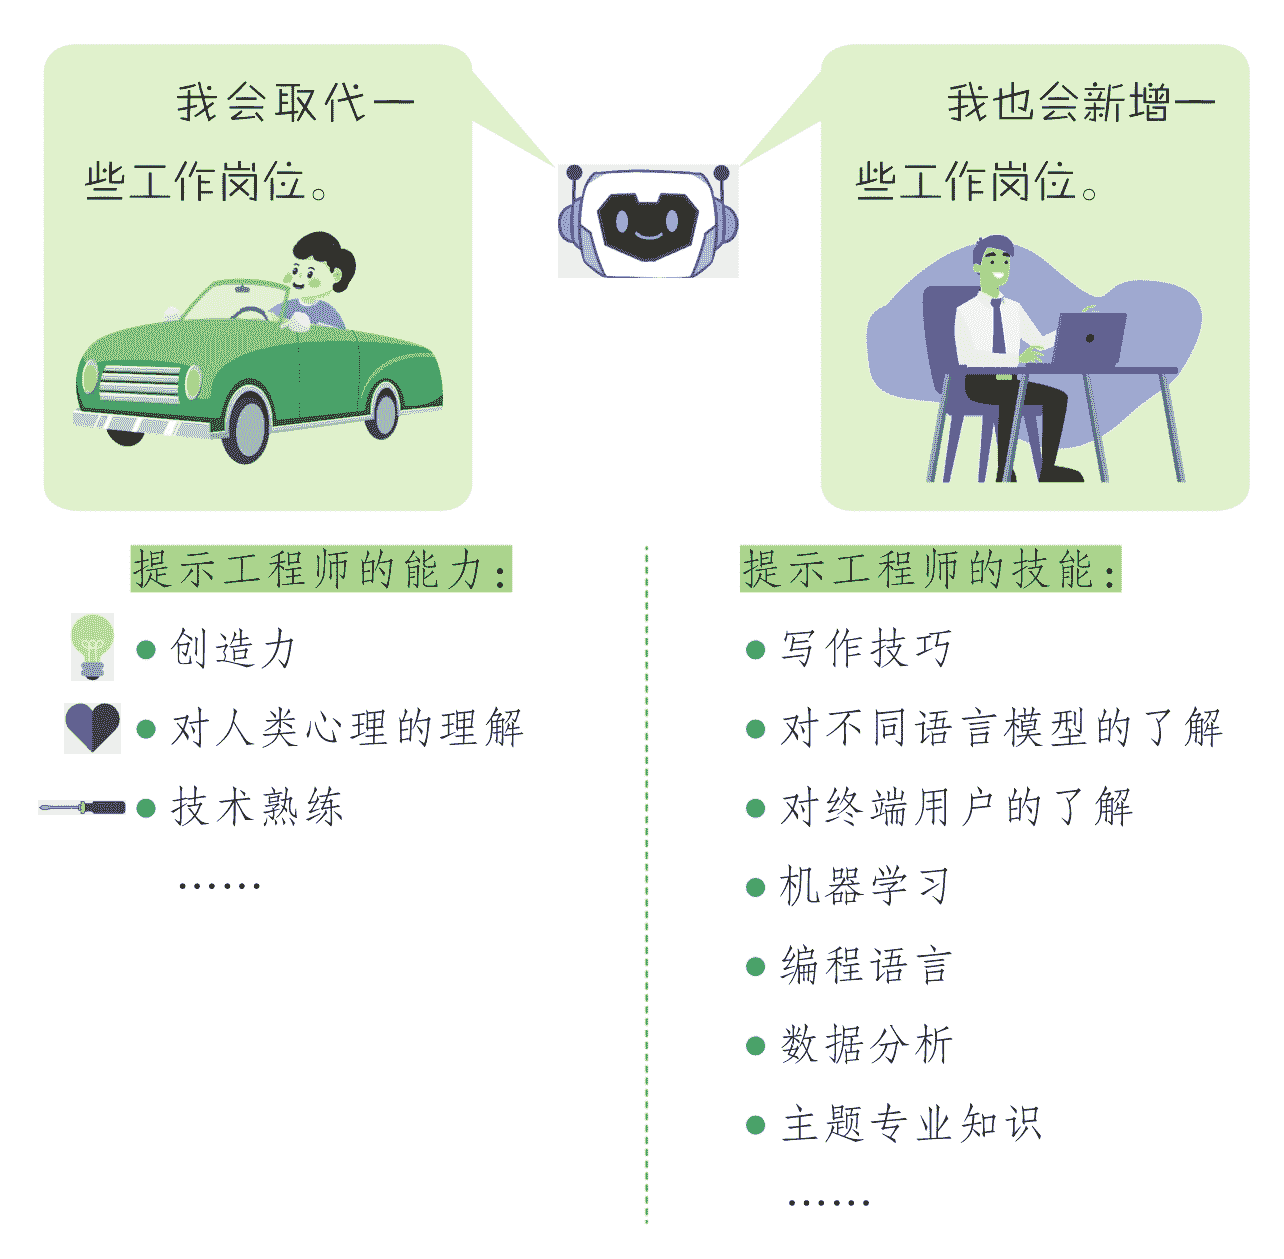 我会取代一
些工作岗位。
我也会新增一
些工作岗位。
提示工程师的能力：
创造力
对人类心理的理解
技术熟练
……
提示工程师的技能：
写作技巧
对不同语言模型的了解
对终端用户的了解
机器学习
编程语言
数据分析
主题专业知识
……